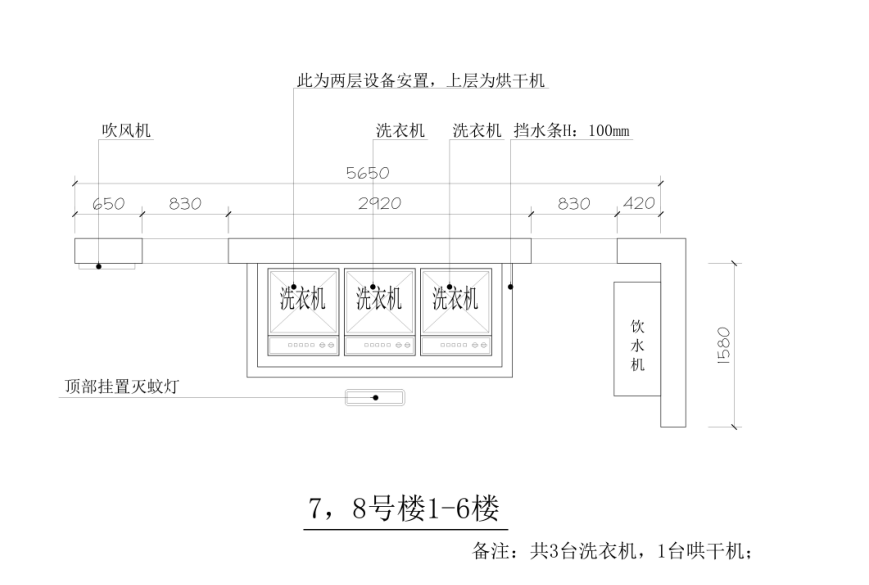 此为两层设备安置，上层为烘干机
吹风机
洗衣机
洗衣机
挡水条H：100mm
5650
650
830
2920
830
420
洗衣机
洗衣机
洗衣机
饮水机
1580
顶部挂置灭蚊灯
7，8号楼1-6楼
备注：共3台洗衣机，1台哄干机；